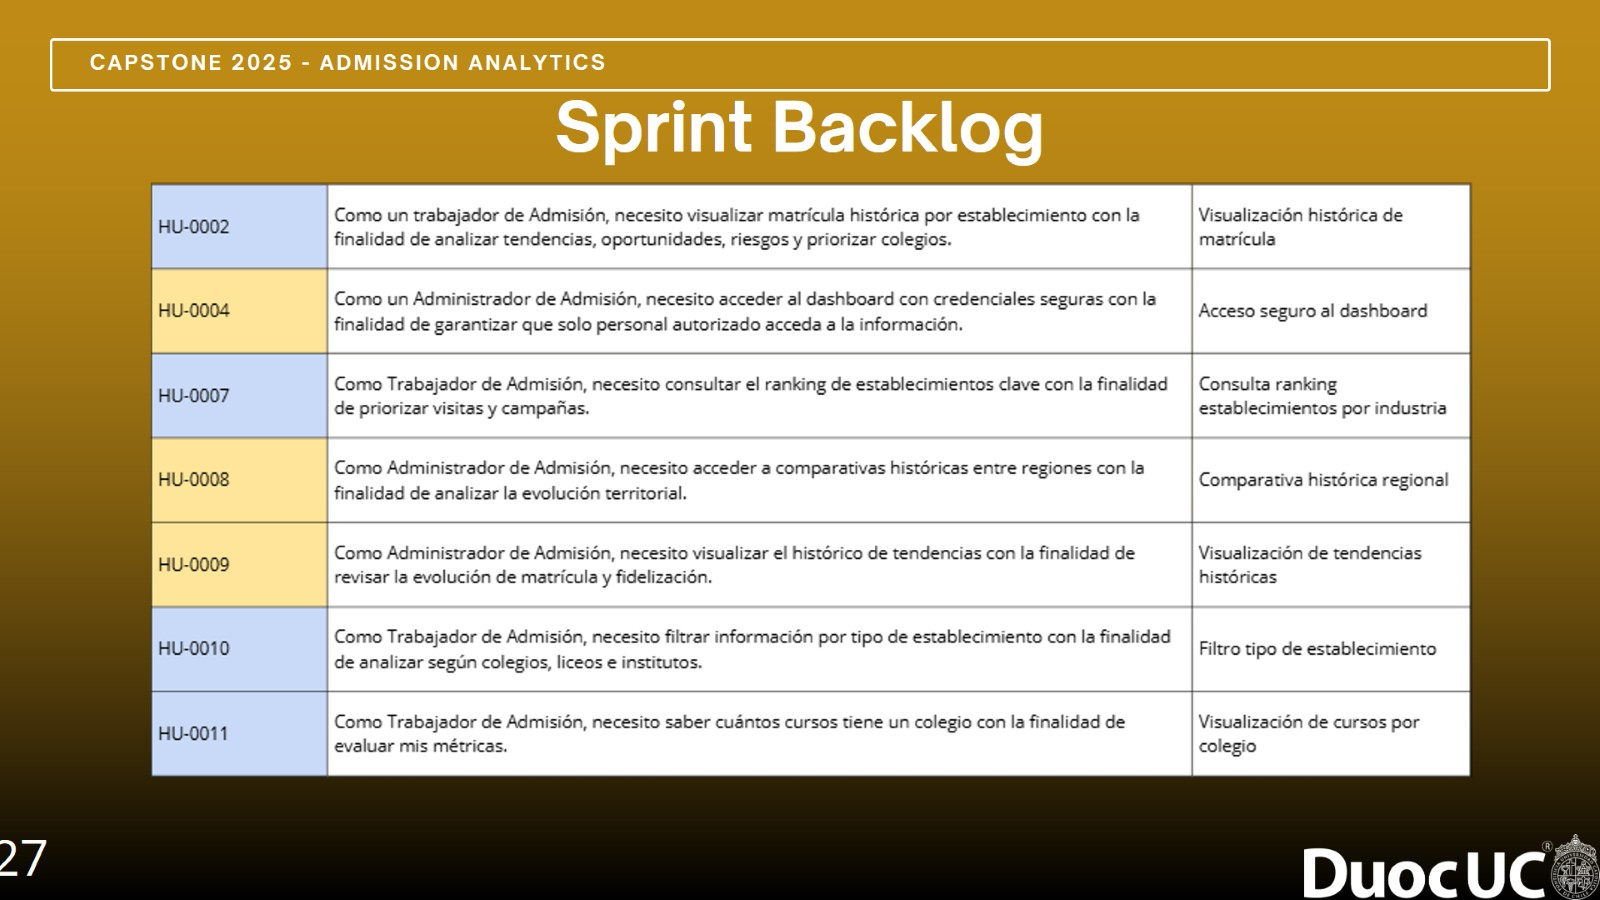 CAPSTONE 2025 - ADMISSION ANALYTICS
Sprint Backlog
HU-0002
Como un trabajador de Admisión, necesito visualizar matrícula histórica por establecimiento con la
finalidad de analizar tendencias, oportunidades, riesgos y priorizar colegios.
Visualización histórica de
matrícula
HU-0004
Como un Administrador de Admisión, necesito acceder al dashboard con credenciales seguras con la
finalidad de garantizar que solo personal autorizado acceda a la información.
Acceso seguro al dashboard
HU-0007
Como Trabajador de Admisión, necesito consultar el ranking de establecimientos clave con la finalidad
de priorizar visitas y campañas.
Consulta ranking
establecimientos por industria
HU-0008
Como Administrador de Admisión, necesito acceder a comparativas históricas entre regiones con la
finalidad de analizar la evolución territorial.
Comparativa histórica regional
HU-0009
Como Administrador de Admisión, necesito visualizar el histórico de tendencias con la finalidad de
revisar la evolución de matrícula y fidelización.
Visualización de tendencias
históricas
HU-0010
Como Trabajador de Admisión, necesito filtrar información por tipo de establecimiento con la finalidad
de analizar según colegios, liceos e institutos.
Filtro tipo de establecimiento
HU-0011
Como Trabajador de Admisión, necesito saber cuántos cursos tiene un colegio con la finalidad de
evaluar mis métricas.
Visualización de cursos por
colegio
27
Duoc UC®